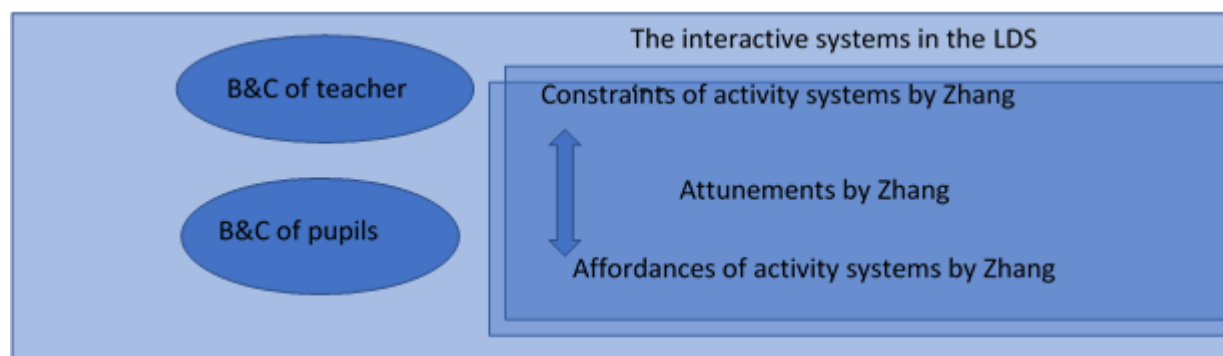 The interactive systems in the LDS
B&C of teacher
Constraints of activity systems by Zhang
Attunements by Zhang
B&C of pupils
Affordances of activity systems by Zhang